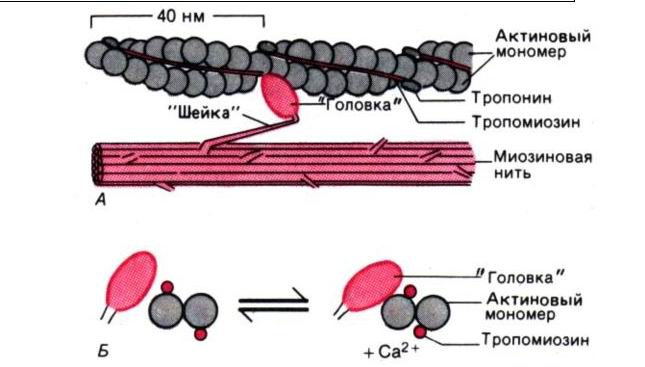 40 нм
Актиновый
мономер
"Шейка"
"Головка"
Тропонин
Тропомиозин
Миозиновая
нить
А
"Головка"
Актиновый
мономер
Тропомиозин
Б
+ Ca²⁺